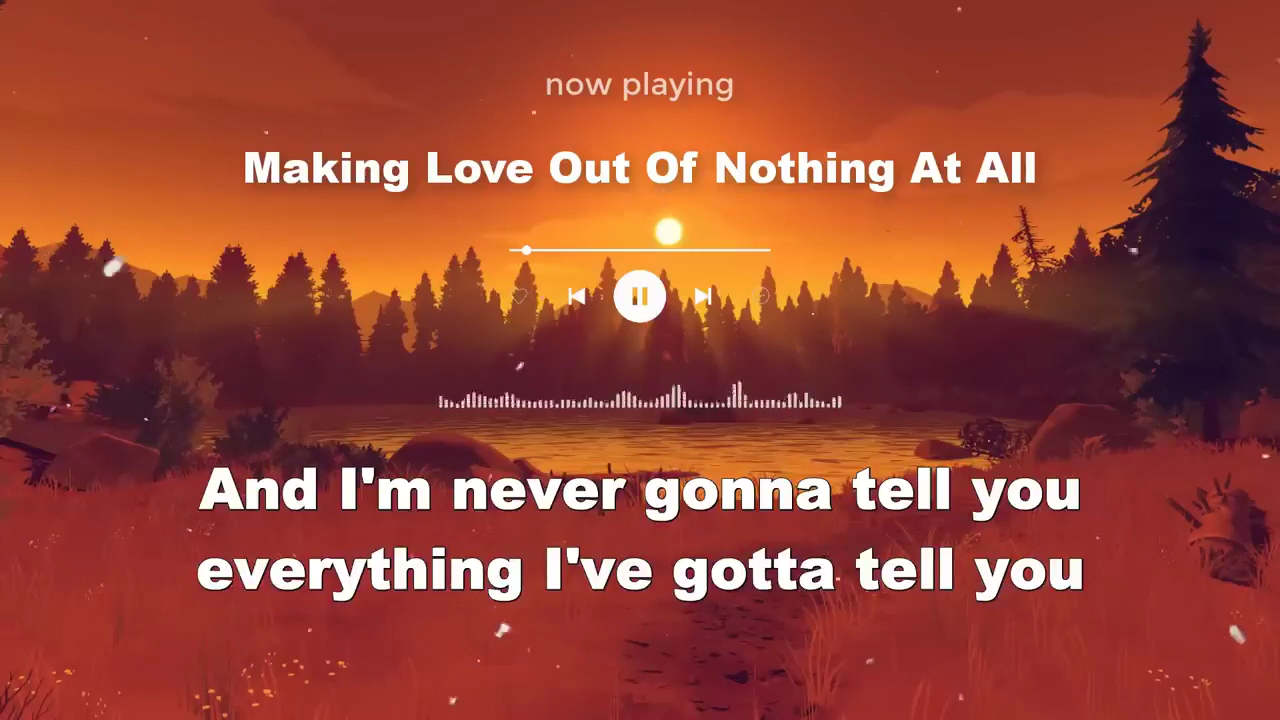 now playing
Making Love Out Of Nothing At All
And I'm never gonna tell you
everything I've gotta tell you